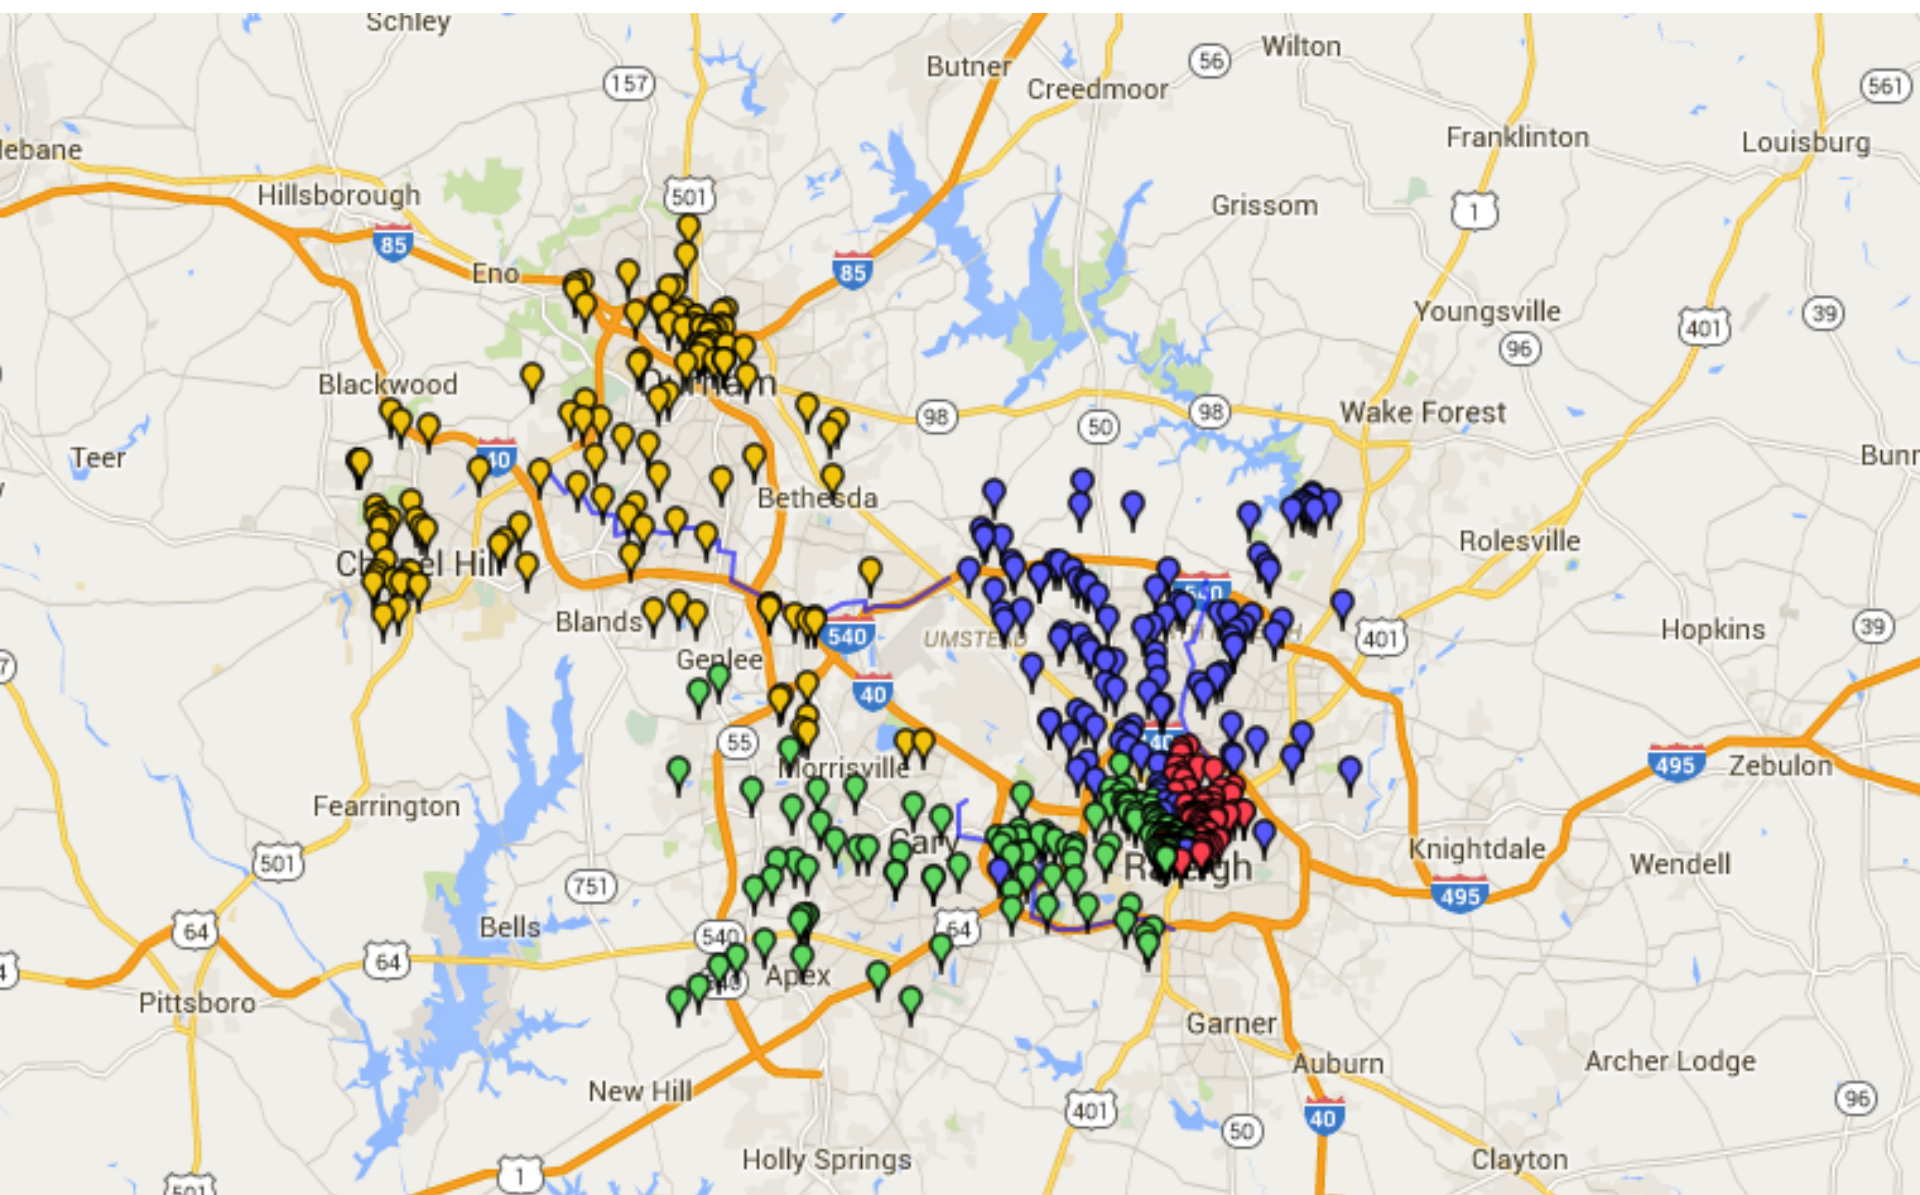 Schley
157
Butner
Creedmoor
56
Wilton
561
lebane
Franklinton
Louisburg
Hillsborough
501
Grissom
1
85
Eno
85
Youngsville
401
39
96
Blackwood
Durham
98
50
98
Wake Forest
Teer
40
Bethesda
Bunn
Rolesville
Chapel Hill
Blands
540
UMSTEAD
540
401
Hopkins
39
Genlee
40
55
Morrisville
440
495
Zebulon
Fearrington
501
Cary
Raleigh
Knightdale
Wendell
751
495
64
Bells
540
64
64
Apex
540
Pittsboro
Garner
Auburn
Archer Lodge
New Hill
401
50
40
96
Holly Springs
Clayton
1
501